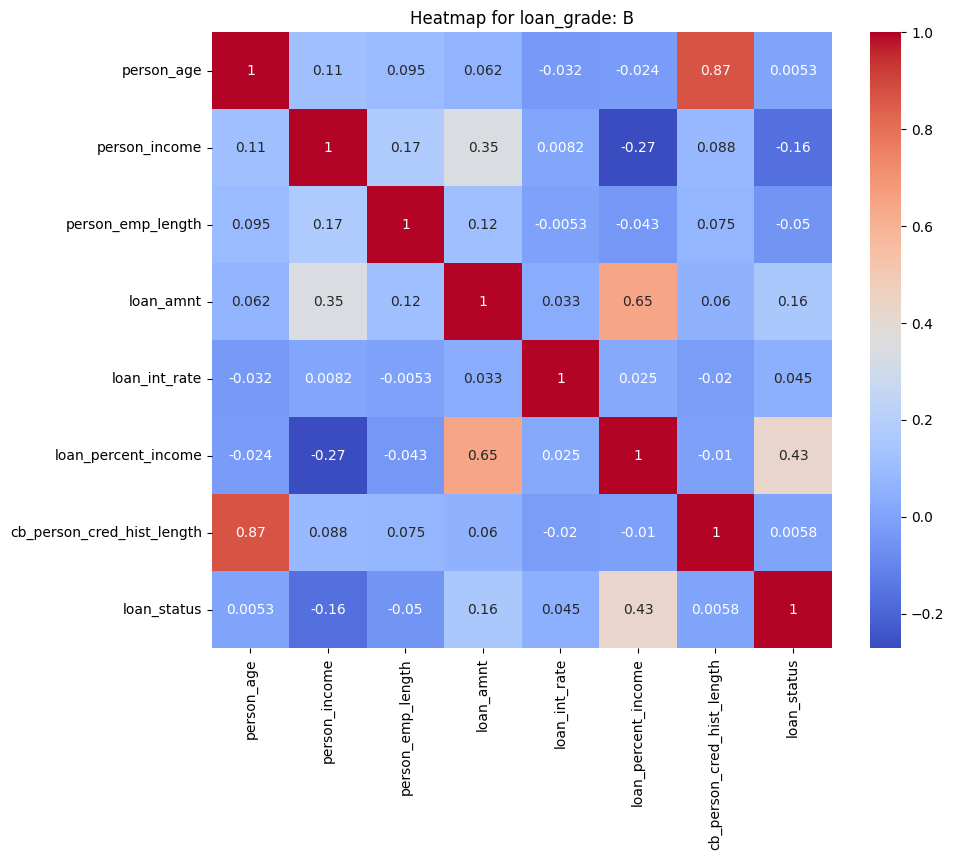 Heatmap for loan_grade: B
person_age 1 0.11 0.095 0.062 -0.032 -0.024 0.87 0.0053
person_income 0.11 1 0.17 0.35 0.0082 -0.27 0.088 -0.16
person_emp_length 0.095 0.17 1 0.12 -0.0053 -0.043 0.075 -0.05
loan_amnt 0.062 0.35 0.12 1 0.033 0.65 0.06 0.16
loan_int_rate -0.032 0.0082 -0.0053 0.033 1 0.025 -0.02 0.045
loan_percent_income -0.024 -0.27 -0.043 0.65 0.025 1 -0.01 0.43
cb_person_cred_hist_length 0.87 0.088 0.075 0.06 -0.02 -0.01 1 0.0058
loan_status 0.0053 -0.16 -0.05 0.16 0.045 0.43 0.0058 1
person_age
person_income
person_emp_length
loan_amnt
loan_int_rate
loan_percent_income
cb_person_cred_hist_length
loan_status
1.0
0.8
0.6
0.4
0.2
0.0
−0.2